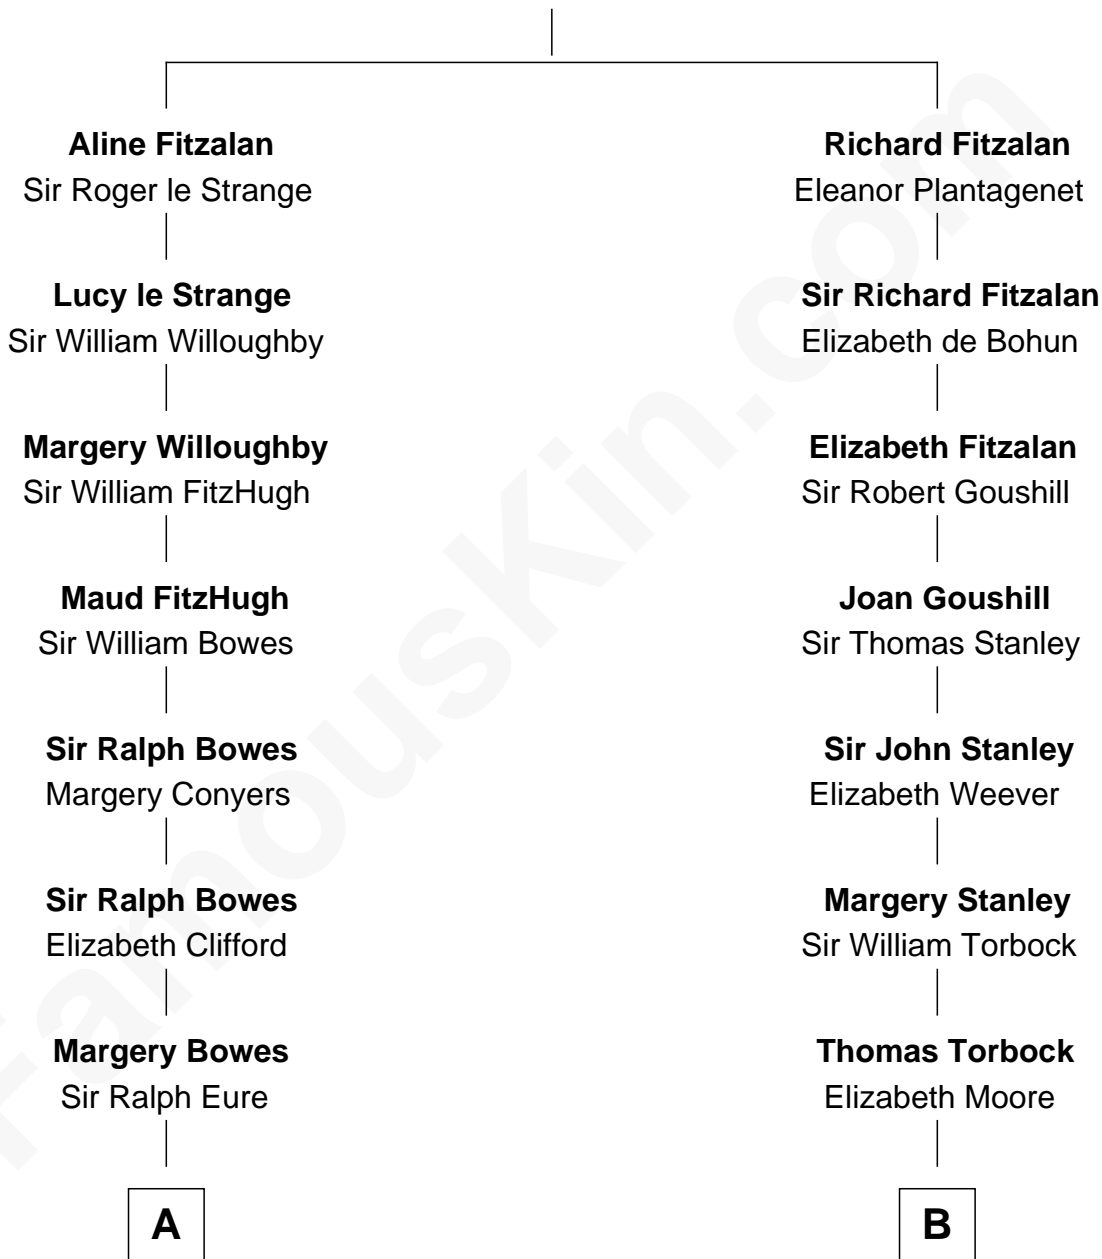 Aline Fitzalan
Sir Roger le Strange
Lucy le Strange
Sir William Willoughby
Margery Willoughby
Sir William FitzHugh
Maud FitzHugh
Sir William Bowes
Sir Ralph Bowes
Margery Conyers
Sir Ralph Bowes
Elizabeth Clifford
Margery Bowes
Sir Ralph Eure
A
Richard Fitzalan
Eleanor Plantagenet
Sir Richard Fitzalan
Elizabeth de Bohun
Elizabeth Fitzalan
Sir Robert Goushill
Joan Goushill
Sir Thomas Stanley
Sir John Stanley
Elizabeth Weever
Margery Stanley
Sir William Torbock
Thomas Torbock
Elizabeth Moore
B
FamousKin.com